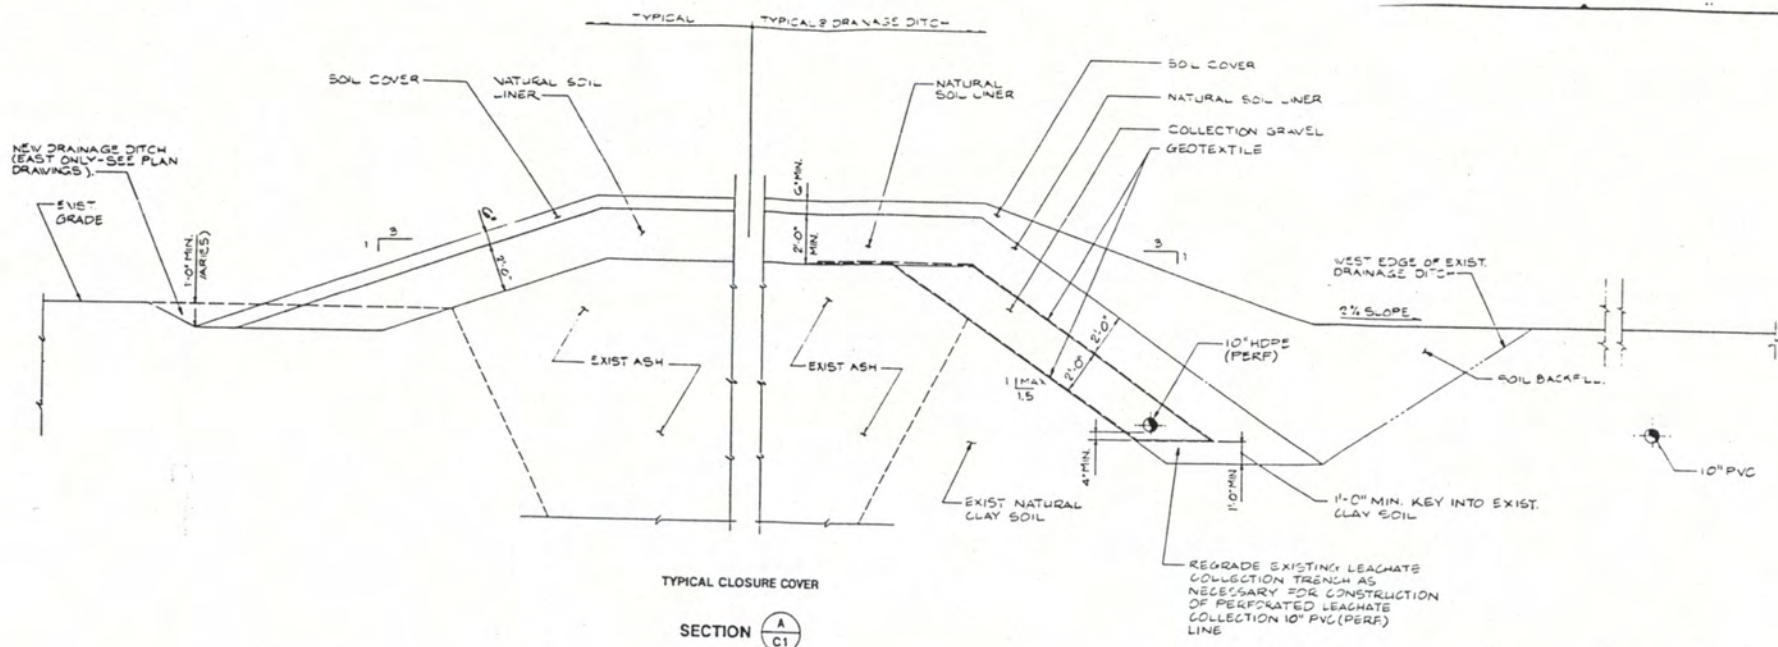 TYPICAL
TYPICAL & DRANAGE DITCH
SOIL COVER
NATURAL SOIL
LINER
NATURAL
SOIL LINER
SOIL COVER
NATURAL SOIL LINER
COLLECTION GRAVEL
GEOTEXTILE
NEW DRAINAGE DITCH
(EAST ONLY-SEE PLAN
DRAWINGS).
EXIST.
GRADE
1'-0" MIN.
(VARIES)
1
3
6"
2'-0"
6" MIN.
2'-0"
MIN.
3
1
WEST EDGE OF EXIST.
DRAINAGE DITCH
2% SLOPE
EXIST ASH
EXIST ASH
2'-0"
2'-0"
10" HDPE
(PERF)
1 MAX
1.5
SOIL BACKFILL
4" MIN.
1'-0" MIN
10" PVC
EXIST NATURAL
CLAY SOIL
1'-0" MIN. KEY INTO EXIST.
CLAY SOIL
REGRADE EXISTING LEACHATE
COLLECTION TRENCH AS
NECESSARY FOR CONSTRUCTION
OF PERFORATED LEACHATE
COLLECTION 10" PVC (PERF)
LINE
TYPICAL CLOSURE COVER
SECTION A
C1